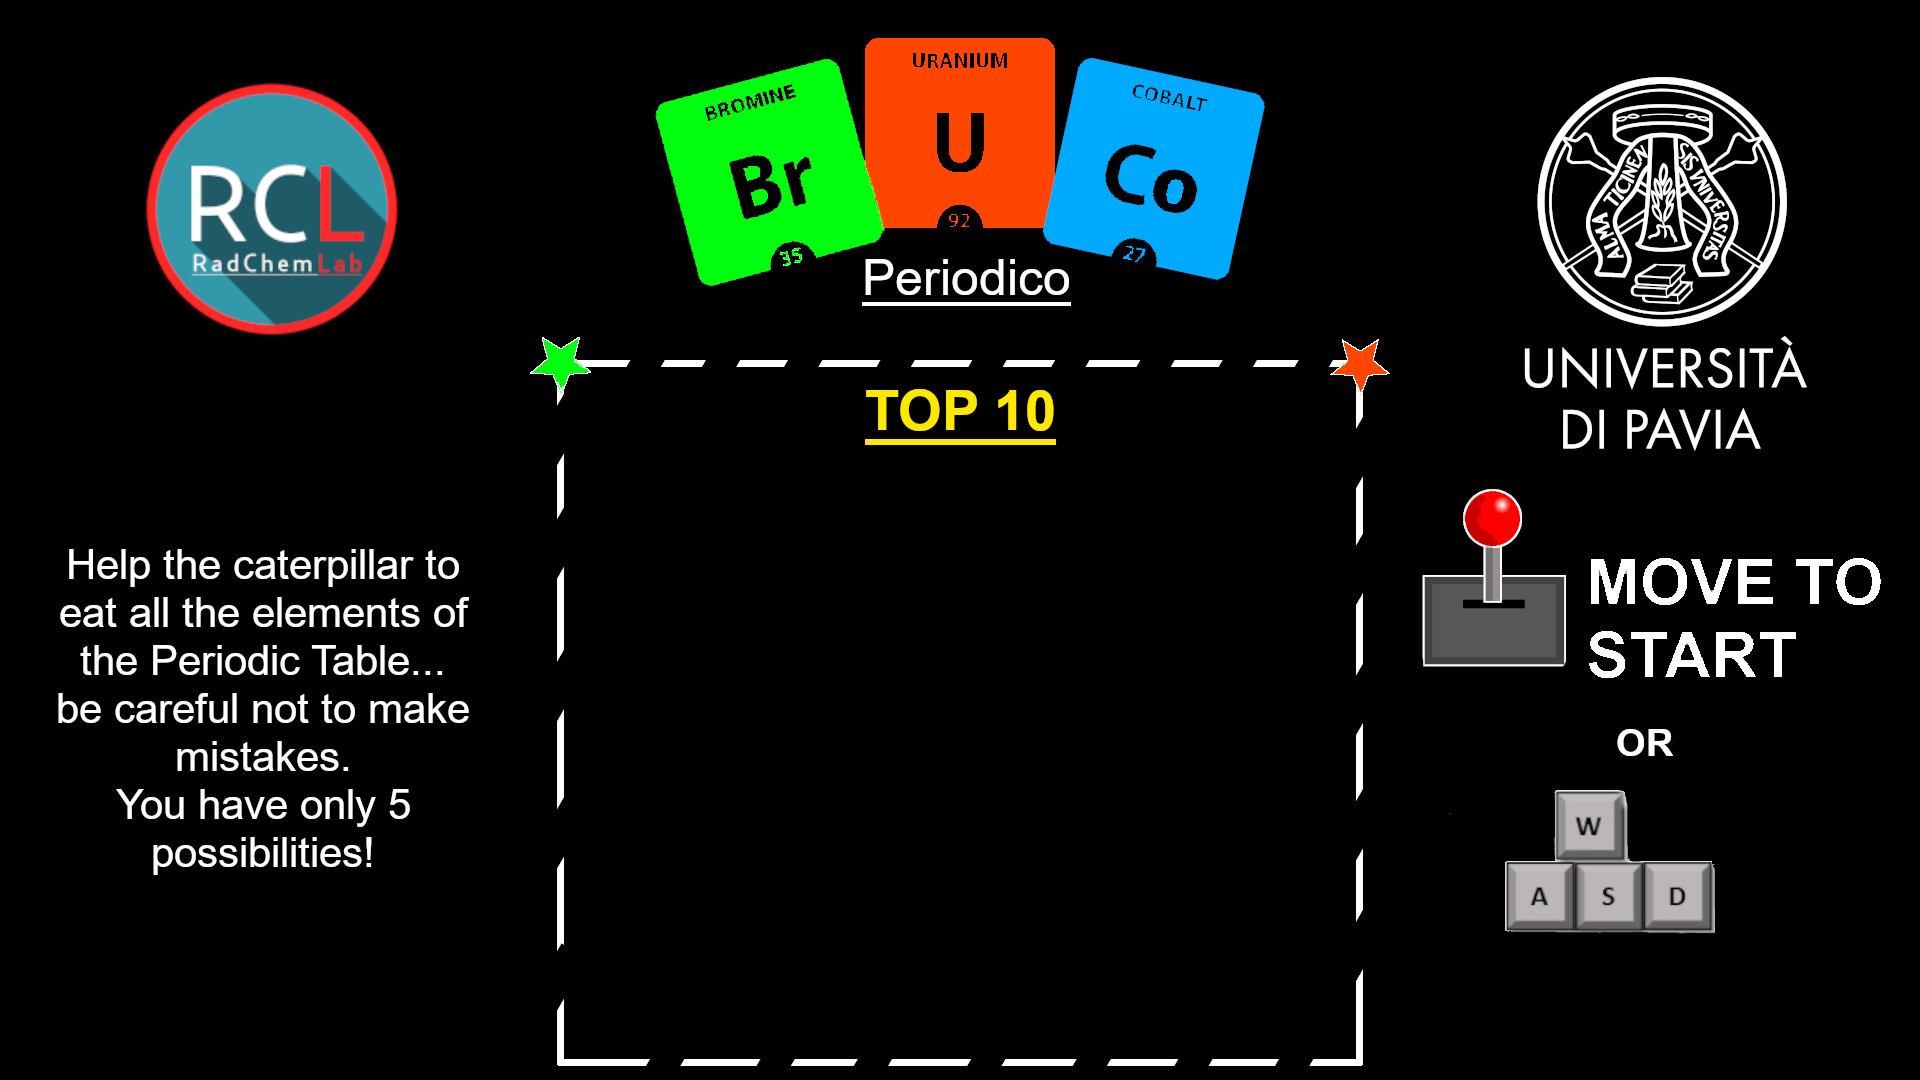 BROMINE
Br
35
URANIUM
U
92
COBALT
Co
27
Periodico
RCL
RadChemLab
ALMA TICINEN
SIS UNIVERSITAS
UNIVERSITÀ
DI PAVIA
TOP 10
Help the caterpillar to
eat all the elements of
the Periodic Table...
be careful not to make
mistakes.
You have only 5
possibilities!
MOVE TO
START
OR
W
A S D